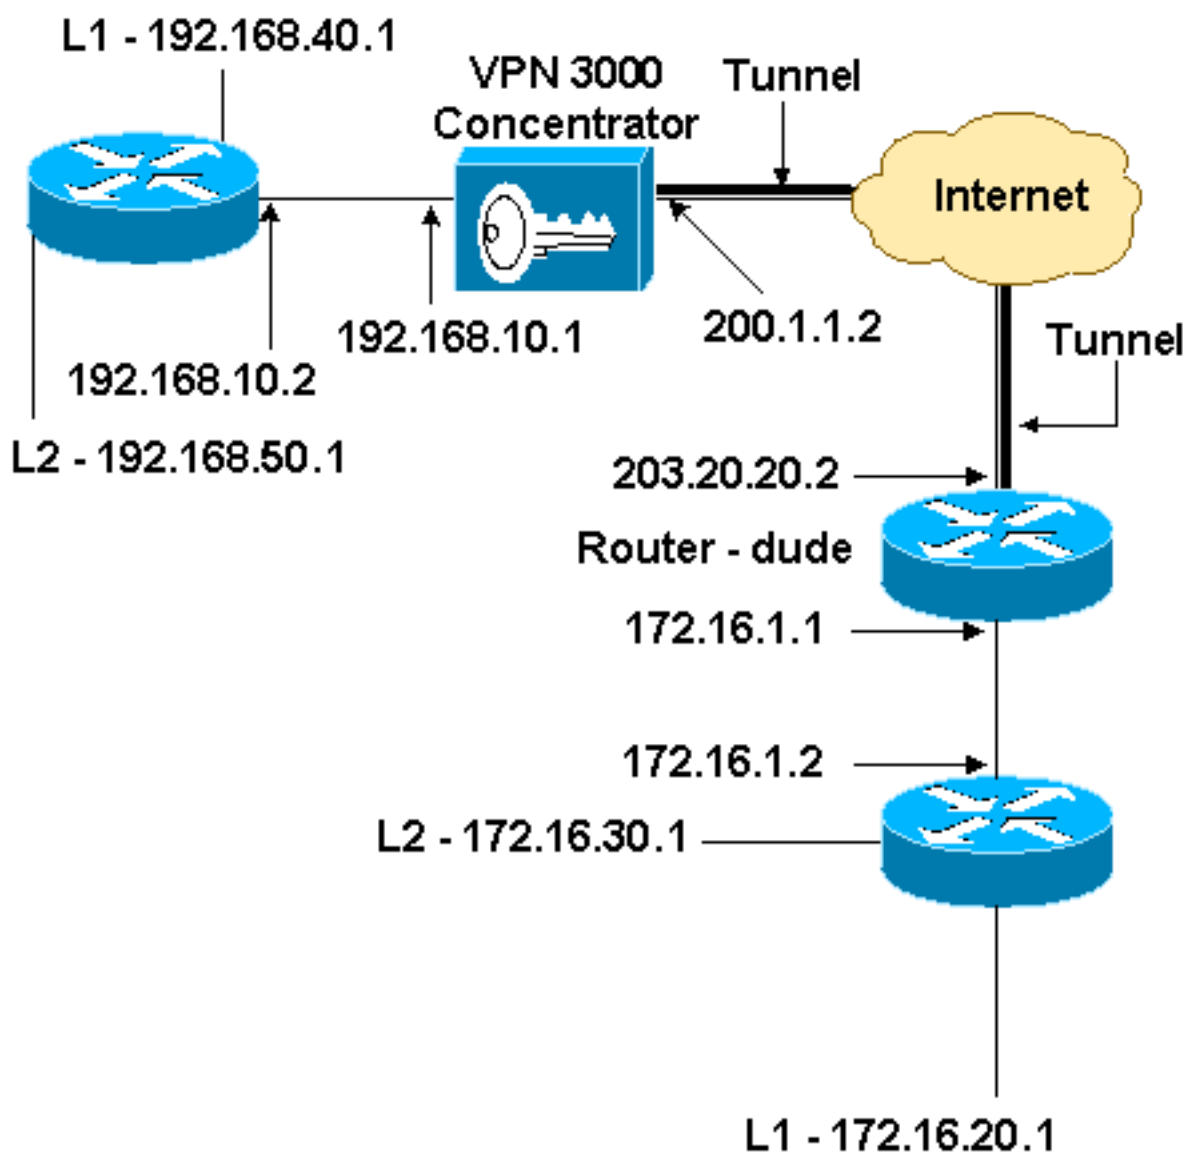 L1 - 192.168.40.1
VPN 3000
Concentrator
Tunnel
Internet
192.168.10.1
200.1.1.2
Tunnel
192.168.10.2
L2 - 192.168.50.1
203.20.20.2
Router - dude
172.16.1.1
172.16.1.2
L2 - 172.16.30.1
L1 - 172.16.20.1